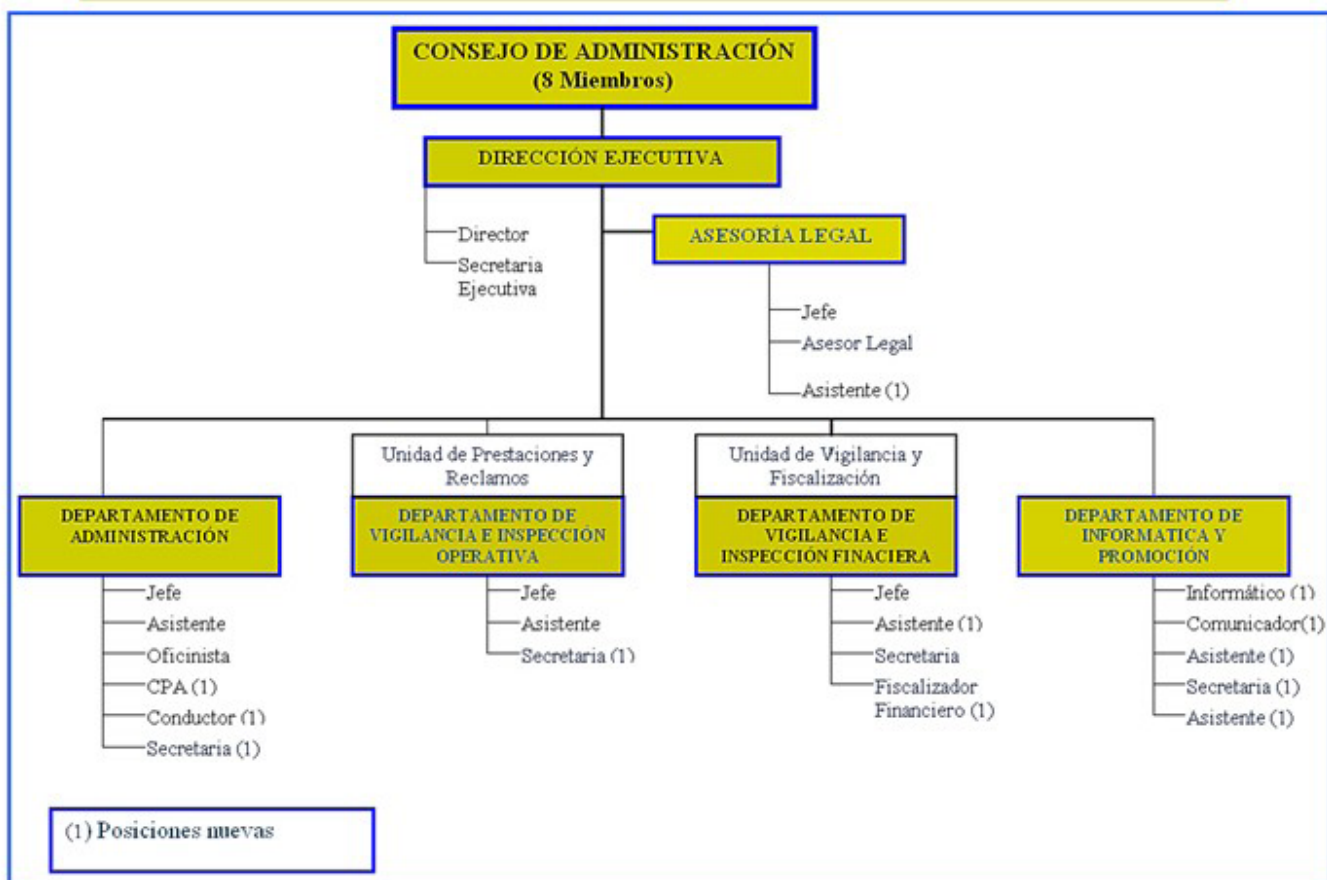 CONSEJO DE ADMINISTRACIÓN
(8 Miembros)
DIRECCIÓN EJECUTIVA
Director
Secretaria
Ejecutiva
ASESORÍA LEGAL
Jefe
Asesor Legal
Asistente (1)
DEPARTAMENTO DE
ADMINISTRACIÓN
Jefe
Asistente
Oficinista
CPA (1)
Conductor (1)
Secretaria (1)
Unidad de Prestaciones y
Reclamos
DEPARTAMENTO DE
VIGILANCIA E INSPECCIÓN
OPERATIVA
Jefe
Asistente
Secretaria (1)
Unidad de Vigilancia y
Fiscalización
DEPARTAMENTO DE
VIGILANCIA E
INSPECCIÓN FINACIERA
Jefe
Asistente (1)
Secretaria
Fiscalizador
Financiero (1)
DEPARTAMENTO DE
INFORMATICA Y
PROMOCIÓN
Informático (1)
Comunicador(1)
Asistente (1)
Secretaria (1)
Asistente (1)
(1) Posiciones nuevas